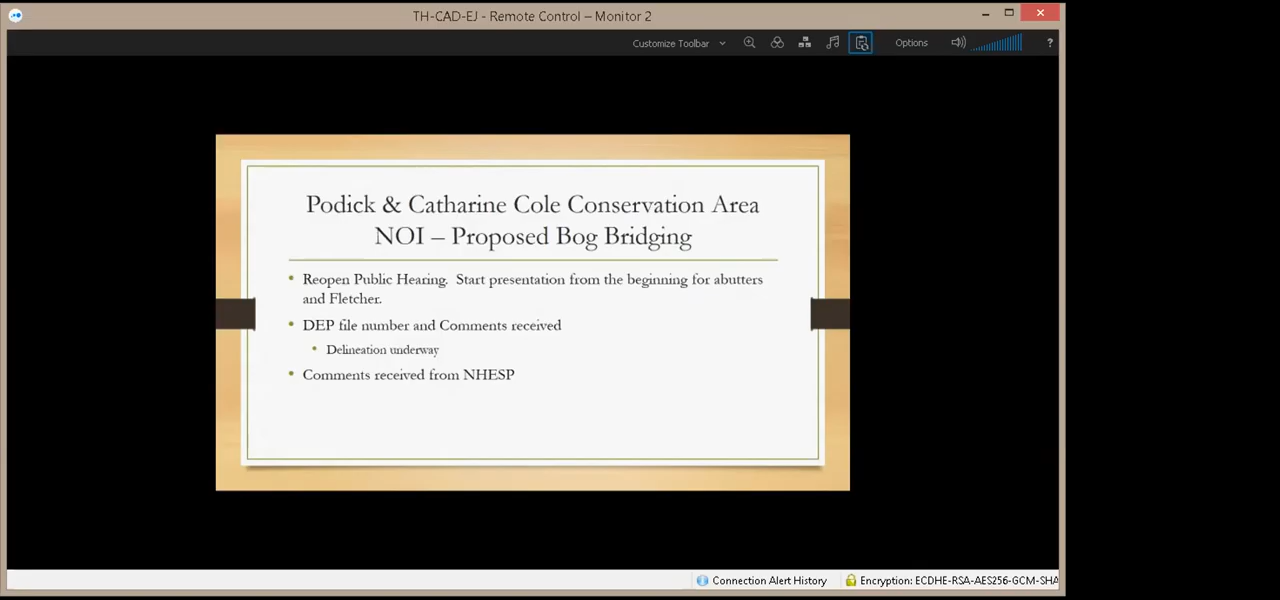 TH-CAD-EJ - Remote Control – Monitor 2
Customize Toolbar
Options
?
Podick & Catharine Cole Conservation Area
NOI – Proposed Bog Bridging
• Reopen Public Hearing.  Start presentation from the beginning for abutters
and Fletcher.
• DEP file number and Comments received
• Delineation underway
• Comments received from NHESP
Connection Alert History
Encryption: ECDHE-RSA-AES256-GCM-SHA